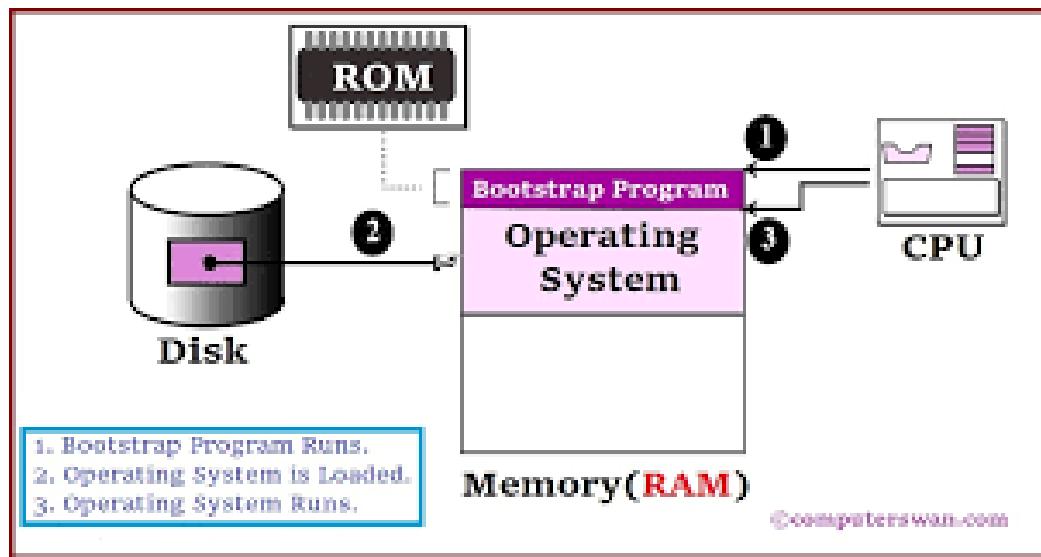 ROM
1
Bootstrap Program
2
Operating
System
3
CPU
Disk
1. Bootstrap Program Runs.
2. Operating System is Loaded.
3. Operating System Runs.
Memory(RAM)
©computerswan.com